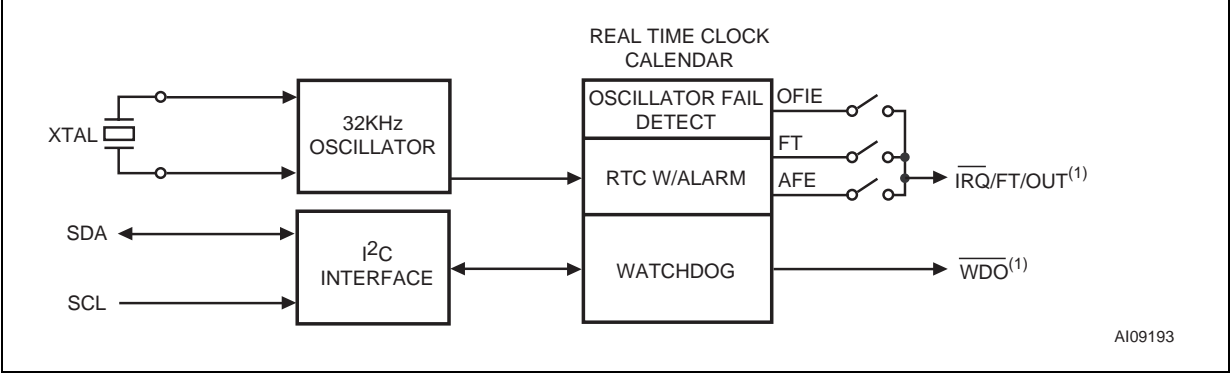 REAL TIME CLOCK
CALENDAR
XTAL
32KHz
OSCILLATOR
OSCILLATOR FAIL
DETECT
OFIE
FT
RTC W/ALARM
AFE
IRQ/FT/OUT(1)
SDA
SCL
I2C
INTERFACE
WATCHDOG
WDO(1)
AI09193